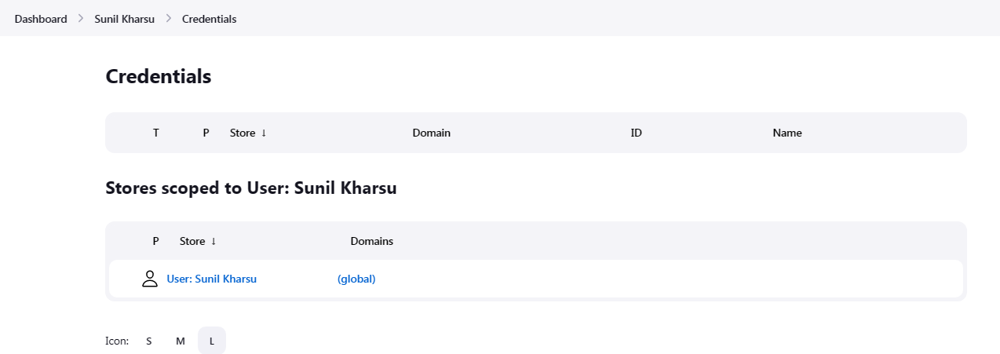 Dashboard > Sunil Kharsu > Credentials
Credentials
T P Store ↓ Domain ID Name
Stores scoped to User: Sunil Kharsu
P Store ↓ Domains
User: Sunil Kharsu (global)
Icon: S M L